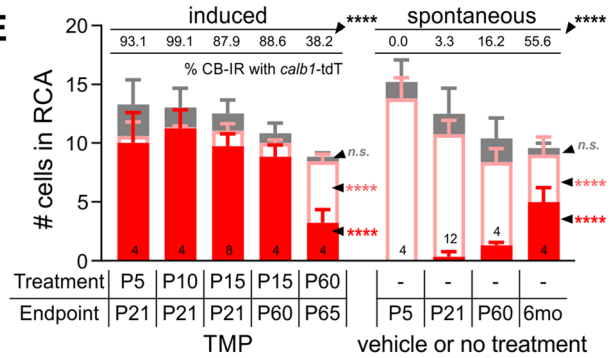 E
induced spontaneous
**** ****
93.1 99.1 87.9 88.6 38.2 0.0 3.3 16.2 55.6
% CB-IR with calb1-tdT
# cells in RCA
20
15
10
5
0
n.s. n.s.
**** ****
**** ****
4 4 8 4 4 4 12 4 4
Treatment P5 P10 P15 P15 P60 - - - -
Endpoint P21 P21 P21 P60 P65 P5 P21 P60 6mo
TMP vehicle or no treatment